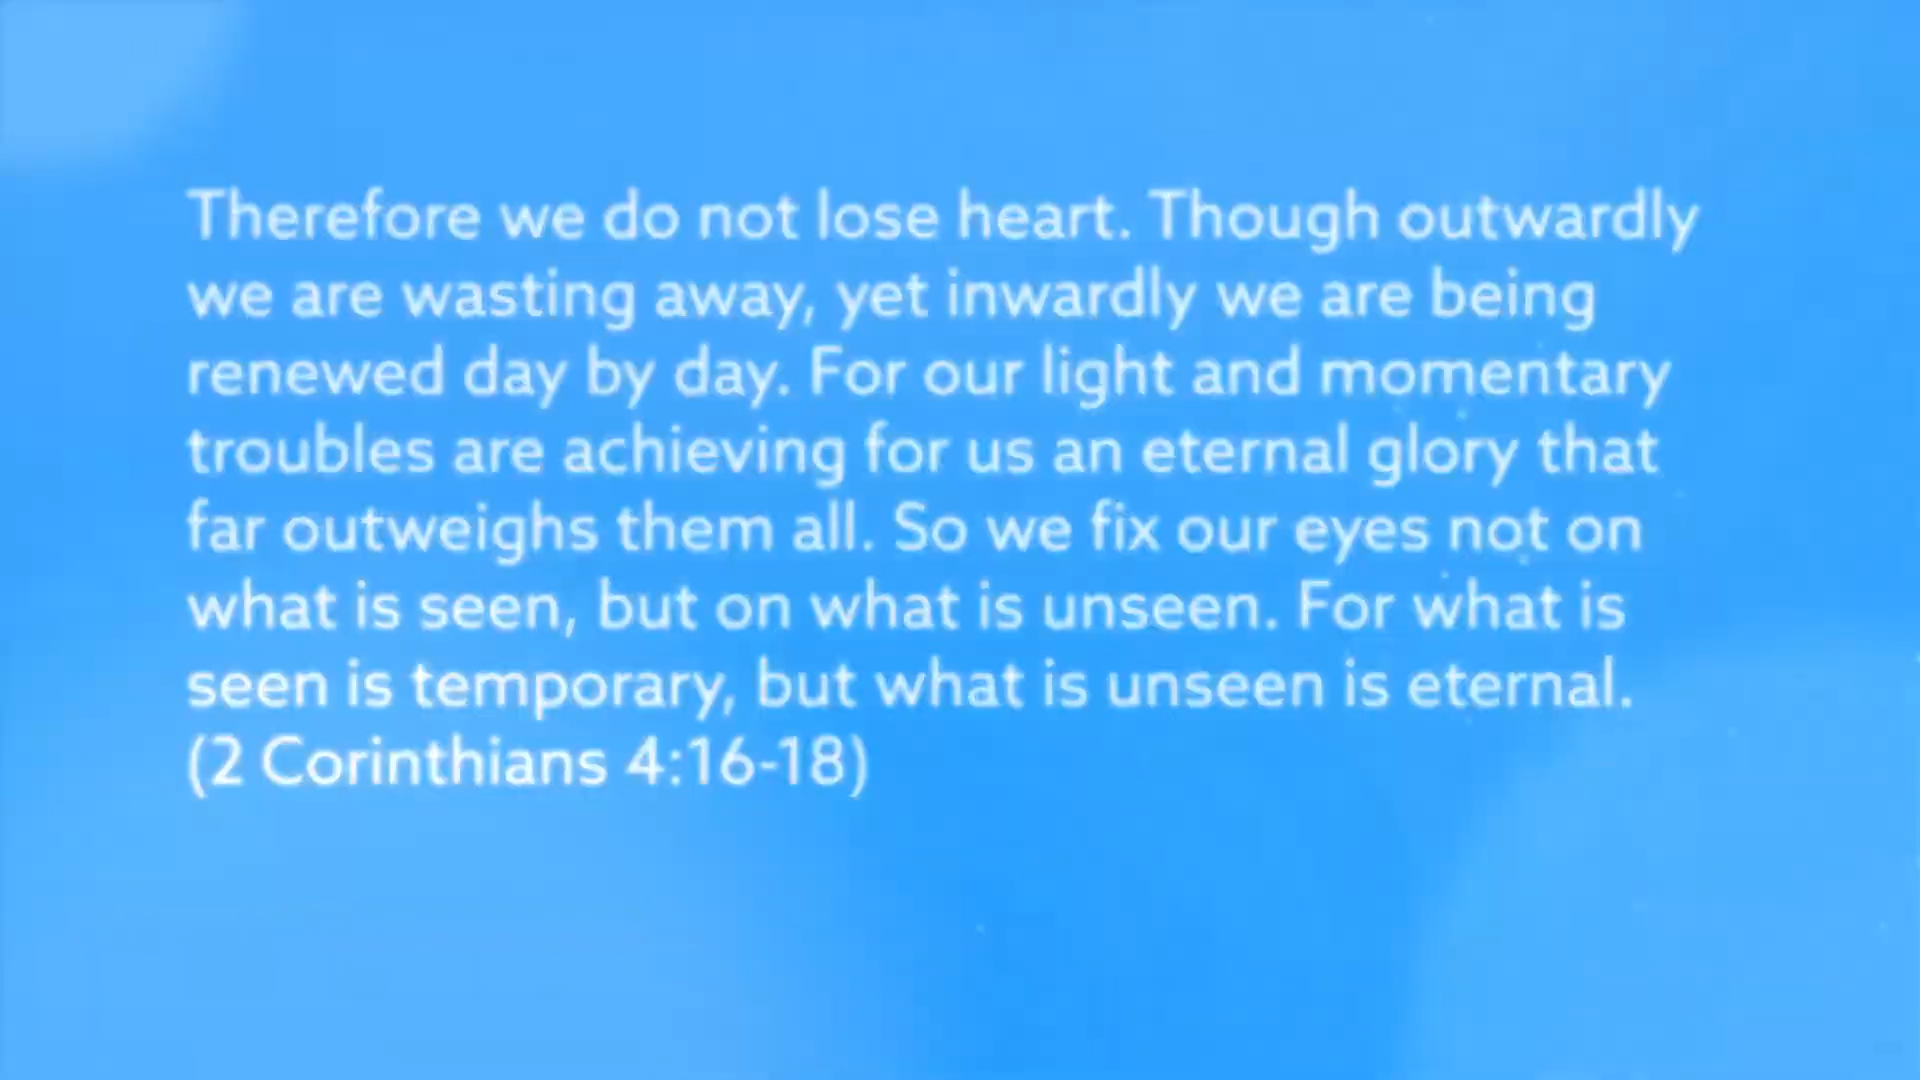 Therefore we do not lose heart. Though outwardly
we are wasting away, yet inwardly we are being
renewed day by day. For our light and momentary
troubles are achieving for us an eternal glory that
far outweighs them all. So we fix our eyes not on
what is seen, but on what is unseen. For what is
seen is temporary, but what is unseen is eternal.
(2 Corinthians 4:16-18)